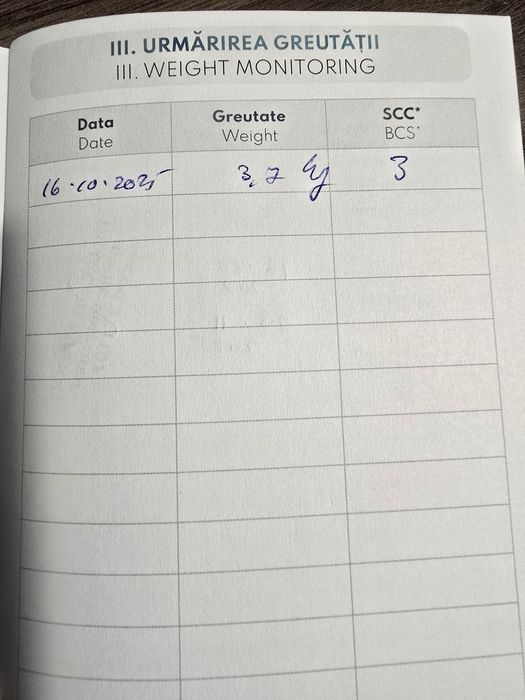 III. URMĂRIREA GREUTĂȚII
III. WEIGHT MONITORING
Data Greutate SCC*
Date Weight BCS*
16.10.2025 3,7 kg 3